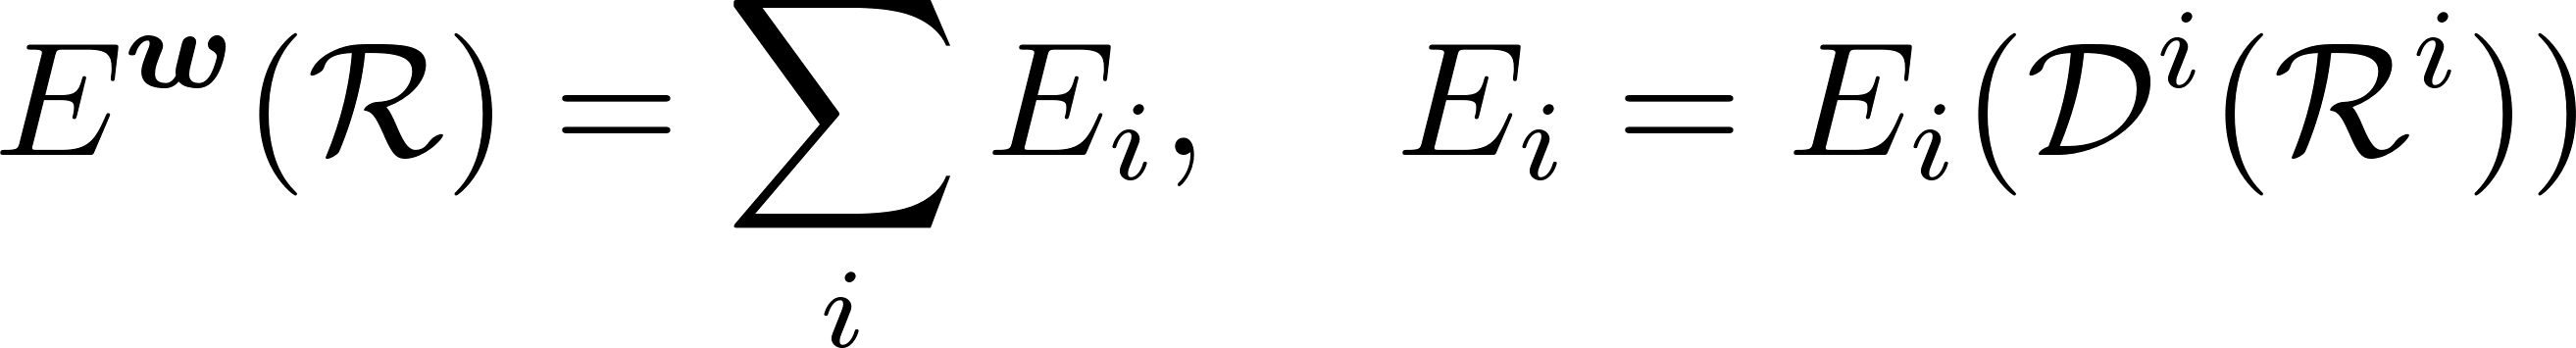 $E^{\boldsymbol{w}}(\mathcal{R}) = \sum_{i} E_i, \quad E_i = E_i(\mathcal{D}^i(\mathcal{R}^i))$